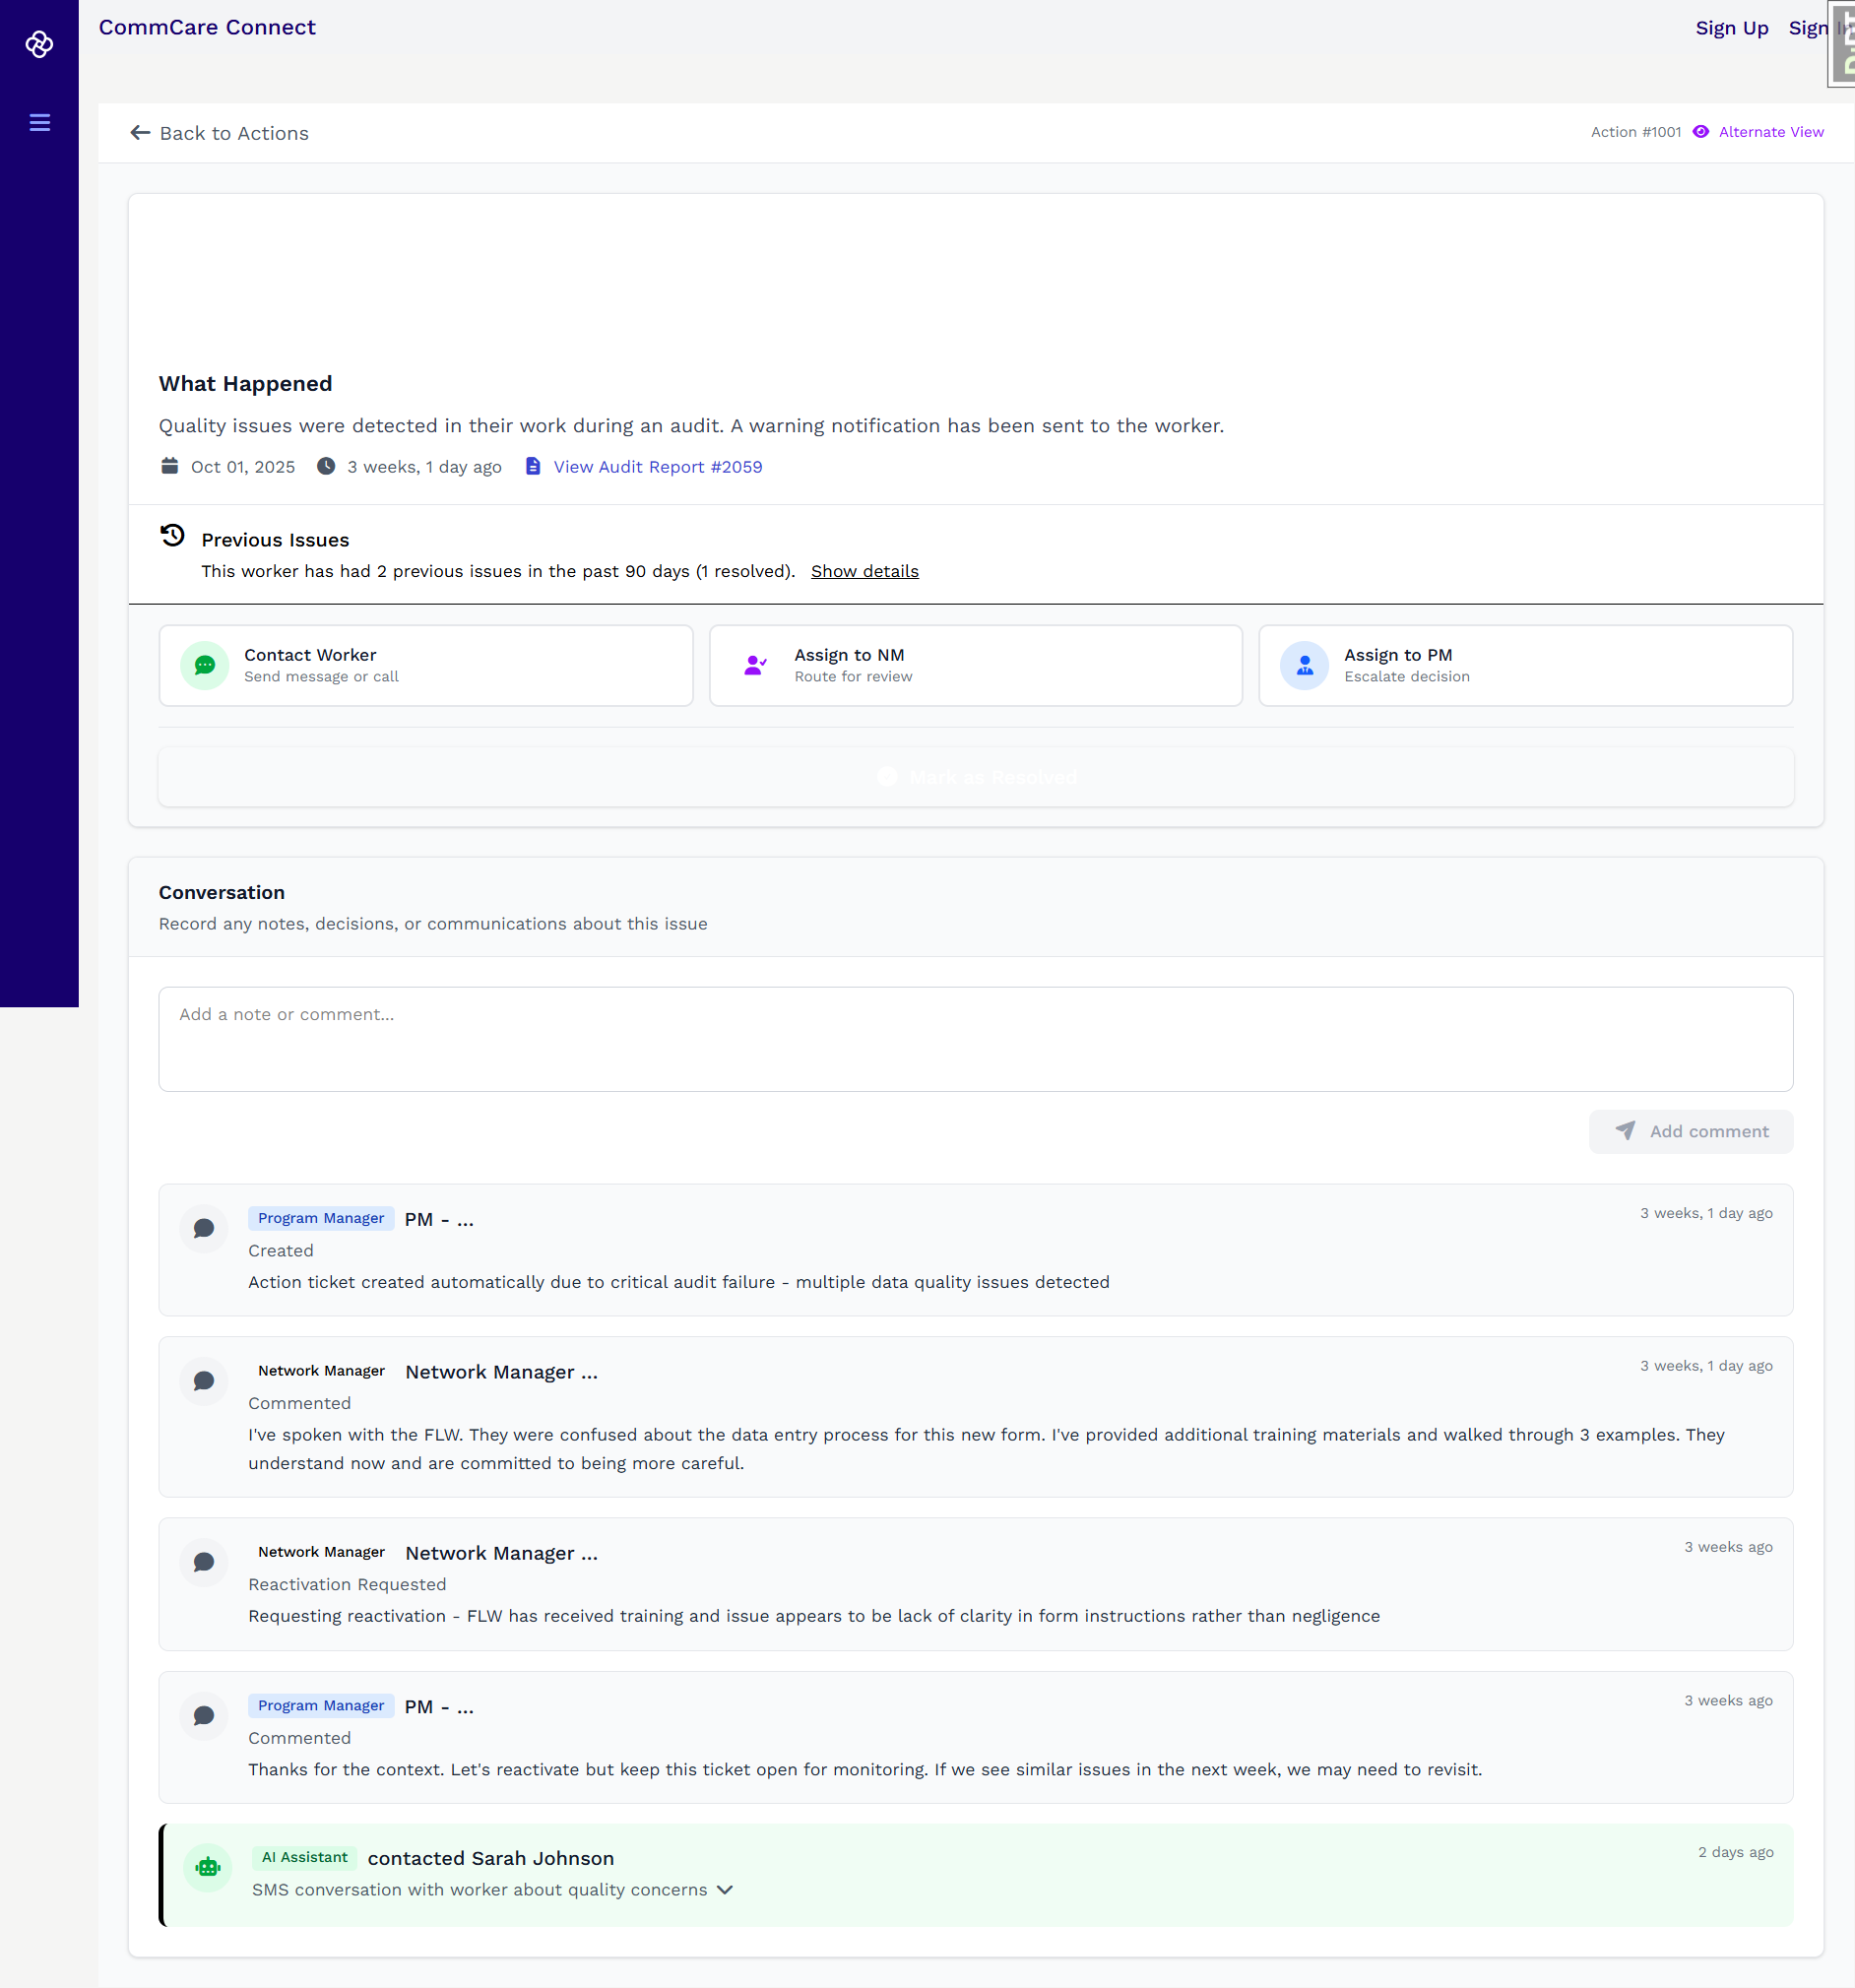 CommCare Connect
Sign Up
Sign In
Back to Actions
Action #1001
Alternate View
What Happened
Quality issues were detected in their work during an audit. A warning notification has been sent to the worker.
Oct 01, 2025
3 weeks, 1 day ago
View Audit Report #2059
Previous Issues
This worker has had 2 previous issues in the past 90 days (1 resolved). Show details
Contact Worker
Send message or call
Assign to NM
Route for review
Assign to PM
Escalate decision
Mark as Resolved
Conversation
Record any notes, decisions, or communications about this issue
Add a note or comment...
Add comment
Program Manager PM - ...
3 weeks, 1 day ago
Created
Action ticket created automatically due to critical audit failure - multiple data quality issues detected
Network Manager Network Manager ...
3 weeks, 1 day ago
Commented
I've spoken with the FLW. They were confused about the data entry process for this new form. I've provided additional training materials and walked through 3 examples. They
understand now and are committed to being more careful.
Network Manager Network Manager ...
3 weeks ago
Reactivation Requested
Requesting reactivation - FLW has received training and issue appears to be lack of clarity in form instructions rather than negligence
Program Manager PM - ...
3 weeks ago
Commented
Thanks for the context. Let's reactivate but keep this ticket open for monitoring. If we see similar issues in the next week, we may need to revisit.
AI Assistant contacted Sarah Johnson
2 days ago
SMS conversation with worker about quality concerns